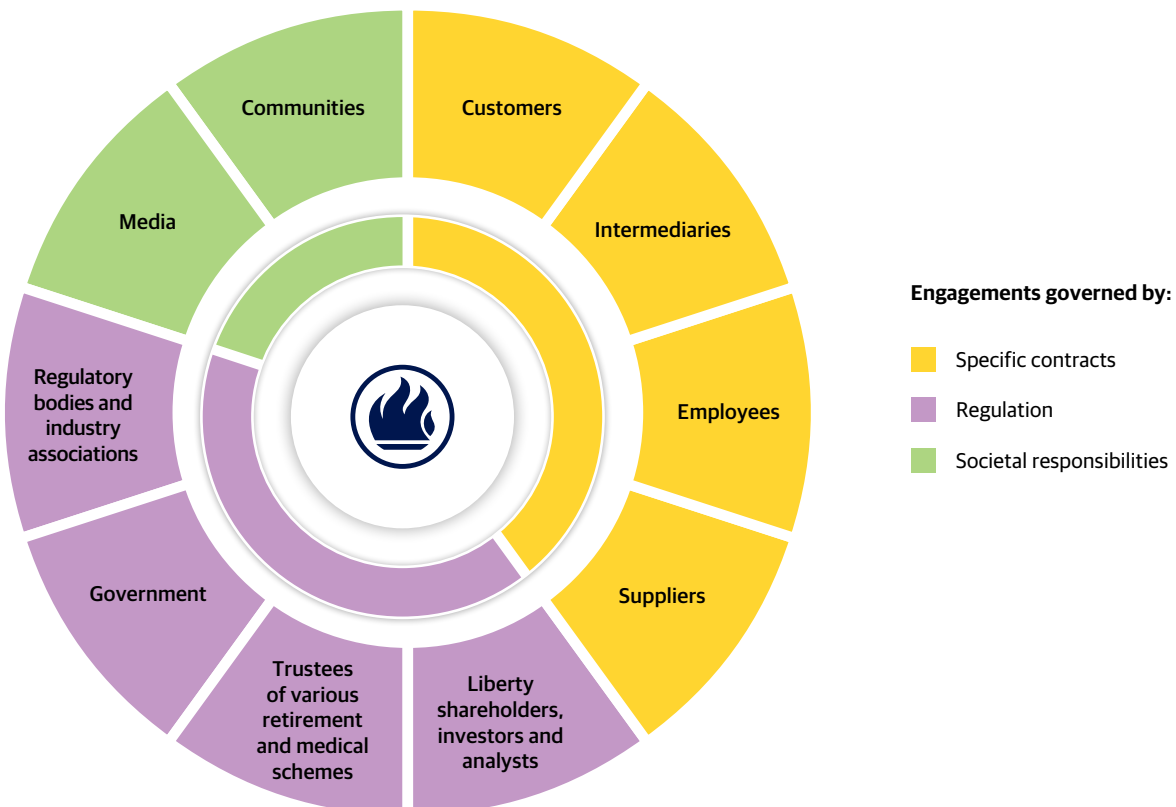 Communities
Customers
Media
Intermediaries
Regulatory
bodies and
industry
associations
Employees
Government
Suppliers
Trustees
of various
retirement
and medical
schemes
Liberty
shareholders,
investors and
analysts
Engagements governed by:
Specific contracts
Regulation
Societal responsibilities